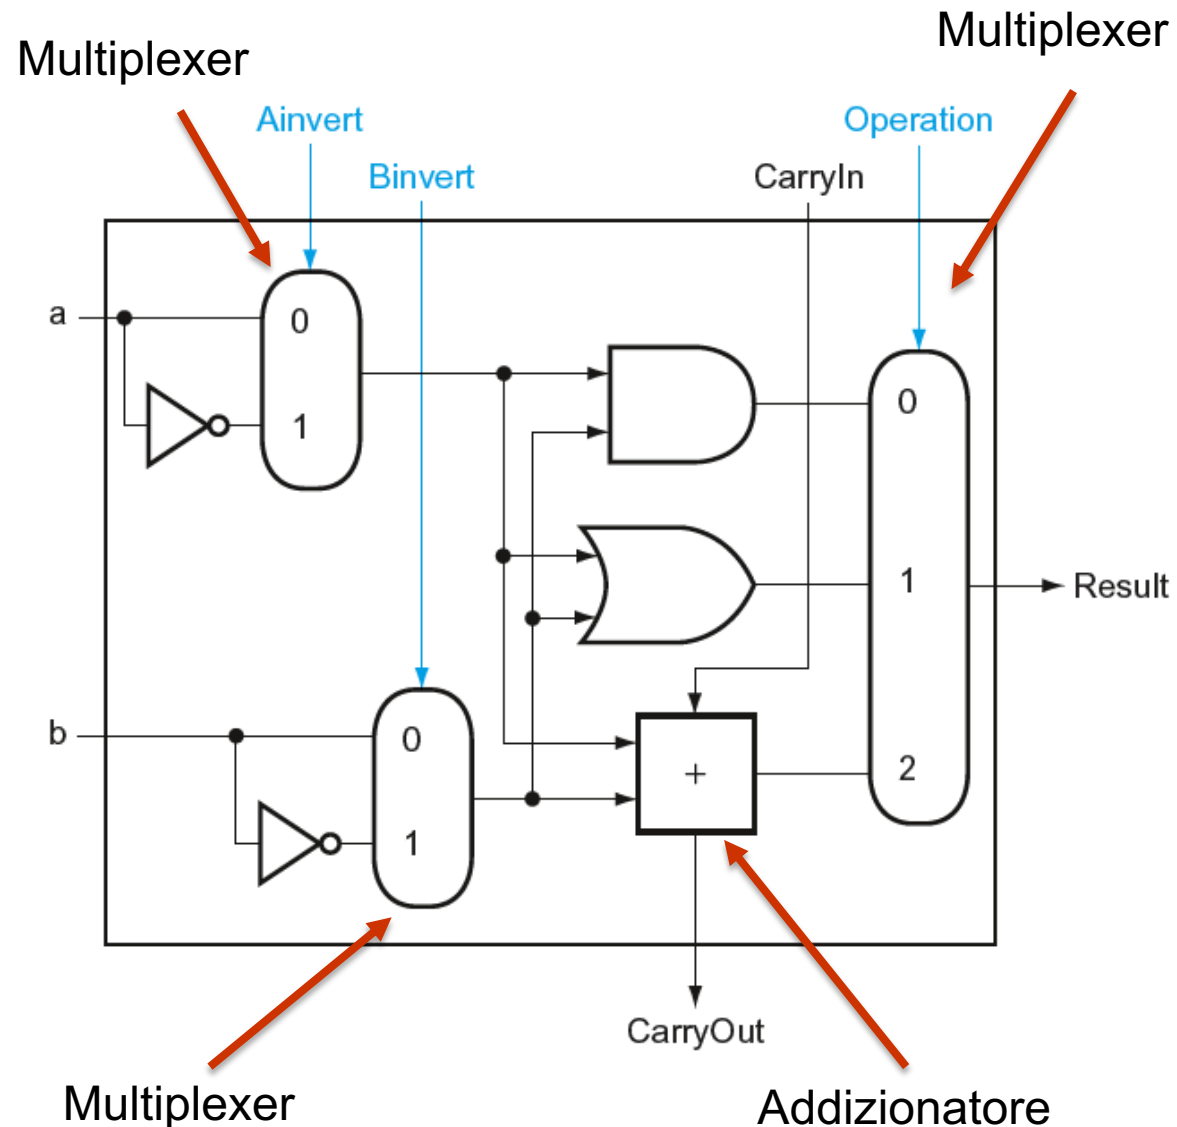 Multiplexer
Multiplexer
Ainvert
Operation
Binvert
CarryIn
a
0
1
0
1
Result
b
0
1
+
2
CarryOut
Multiplexer
Addizionatore